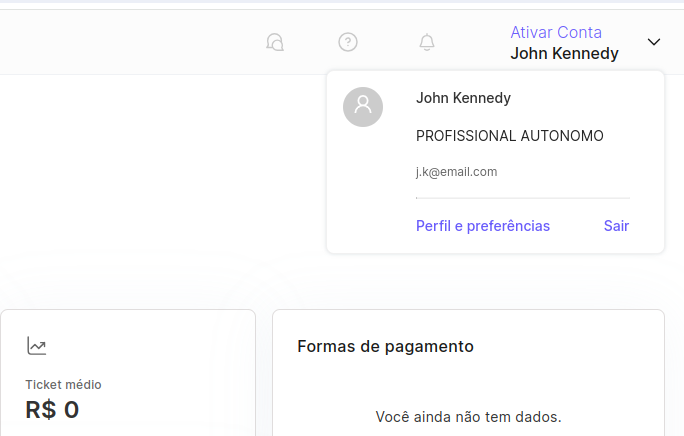 Ativar Conta
John Kennedy
John Kennedy
PROFISSIONAL AUTONOMO
j.k@email.com
Perfil e preferências
Sair
Ticket médio
R$ 0
Formas de pagamento
Você ainda não tem dados.